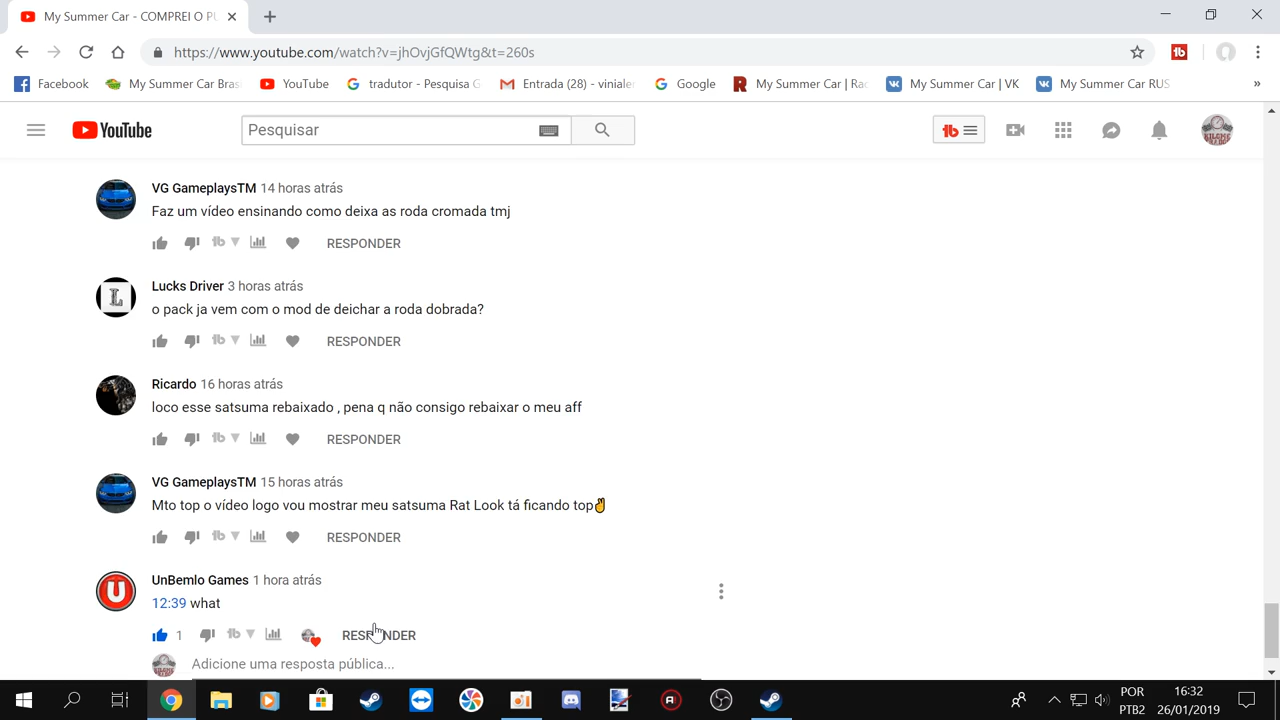 My Summer Car - COMPREI O P
https://www.youtube.com/watch?v=jhOvjGfQWtg&t=260s
Facebook
My Summer Car Bras
YouTube
tradutor - Pesquisa G
Entrada (28) - viniale
Google
My Summer Car | Rac
My Summer Car | VK
My Summer Car RUS
YouTube
Pesquisar
VG GameplaysTM 14 horas atrás
Faz um vídeo ensinando como deixa as roda cromada tmj
RESPONDER
Lucks Driver 3 horas atrás
o pack ja vem com o mod de deichar a roda dobrada?
RESPONDER
Ricardo 16 horas atrás
loco esse satsuma rebaixado , pena q não consigo rebaixar o meu aff
RESPONDER
VG GameplaysTM 15 horas atrás
Mto top o vídeo logo vou mostrar meu satsuma Rat Look tá ficando top✌
RESPONDER
UnBemlo Games 1 hora atrás
12:39 what
1
RESPONDER
Adicione uma resposta pública...
POR
PTB2
16:32
26/01/2019